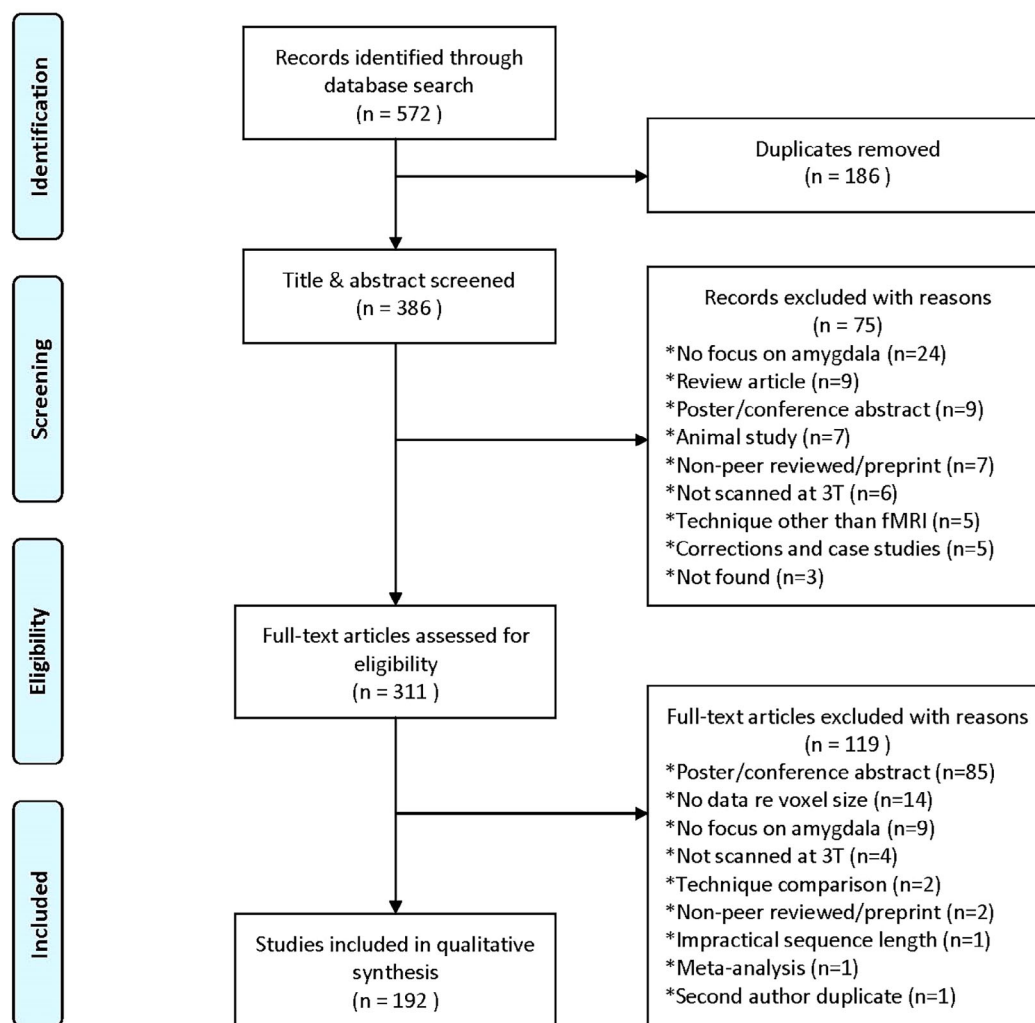 Identification
Records identified through
database search
(n = 572 )
Duplicates removed
(n = 186 )
Screening
Title & abstract screened
(n = 386 )
Records excluded with reasons
(n = 75)
*No focus on amygdala (n=24)
*Review article (n=9)
*Poster/conference abstract (n=9)
*Animal study (n=7)
*Non-peer reviewed/preprint (n=7)
*Not scanned at 3T (n=6)
*Technique other than fMRI (n=5)
*Corrections and case studies (n=5)
*Not found (n=3)
Eligibility
Full-text articles assessed for
eligibility
(n = 311 )
Full-text articles excluded with reasons
(n = 119 )
*Poster/conference abstract (n=85)
*No data re voxel size (n=14)
*No focus on amygdala (n=9)
*Not scanned at 3T (n=4)
*Technique comparison (n=2)
*Non-peer reviewed/preprint (n=2)
*Impractical sequence length (n=1)
*Meta-analysis (n=1)
*Second author duplicate (n=1)
Included
Studies included in qualitative
synthesis
(n = 192 )